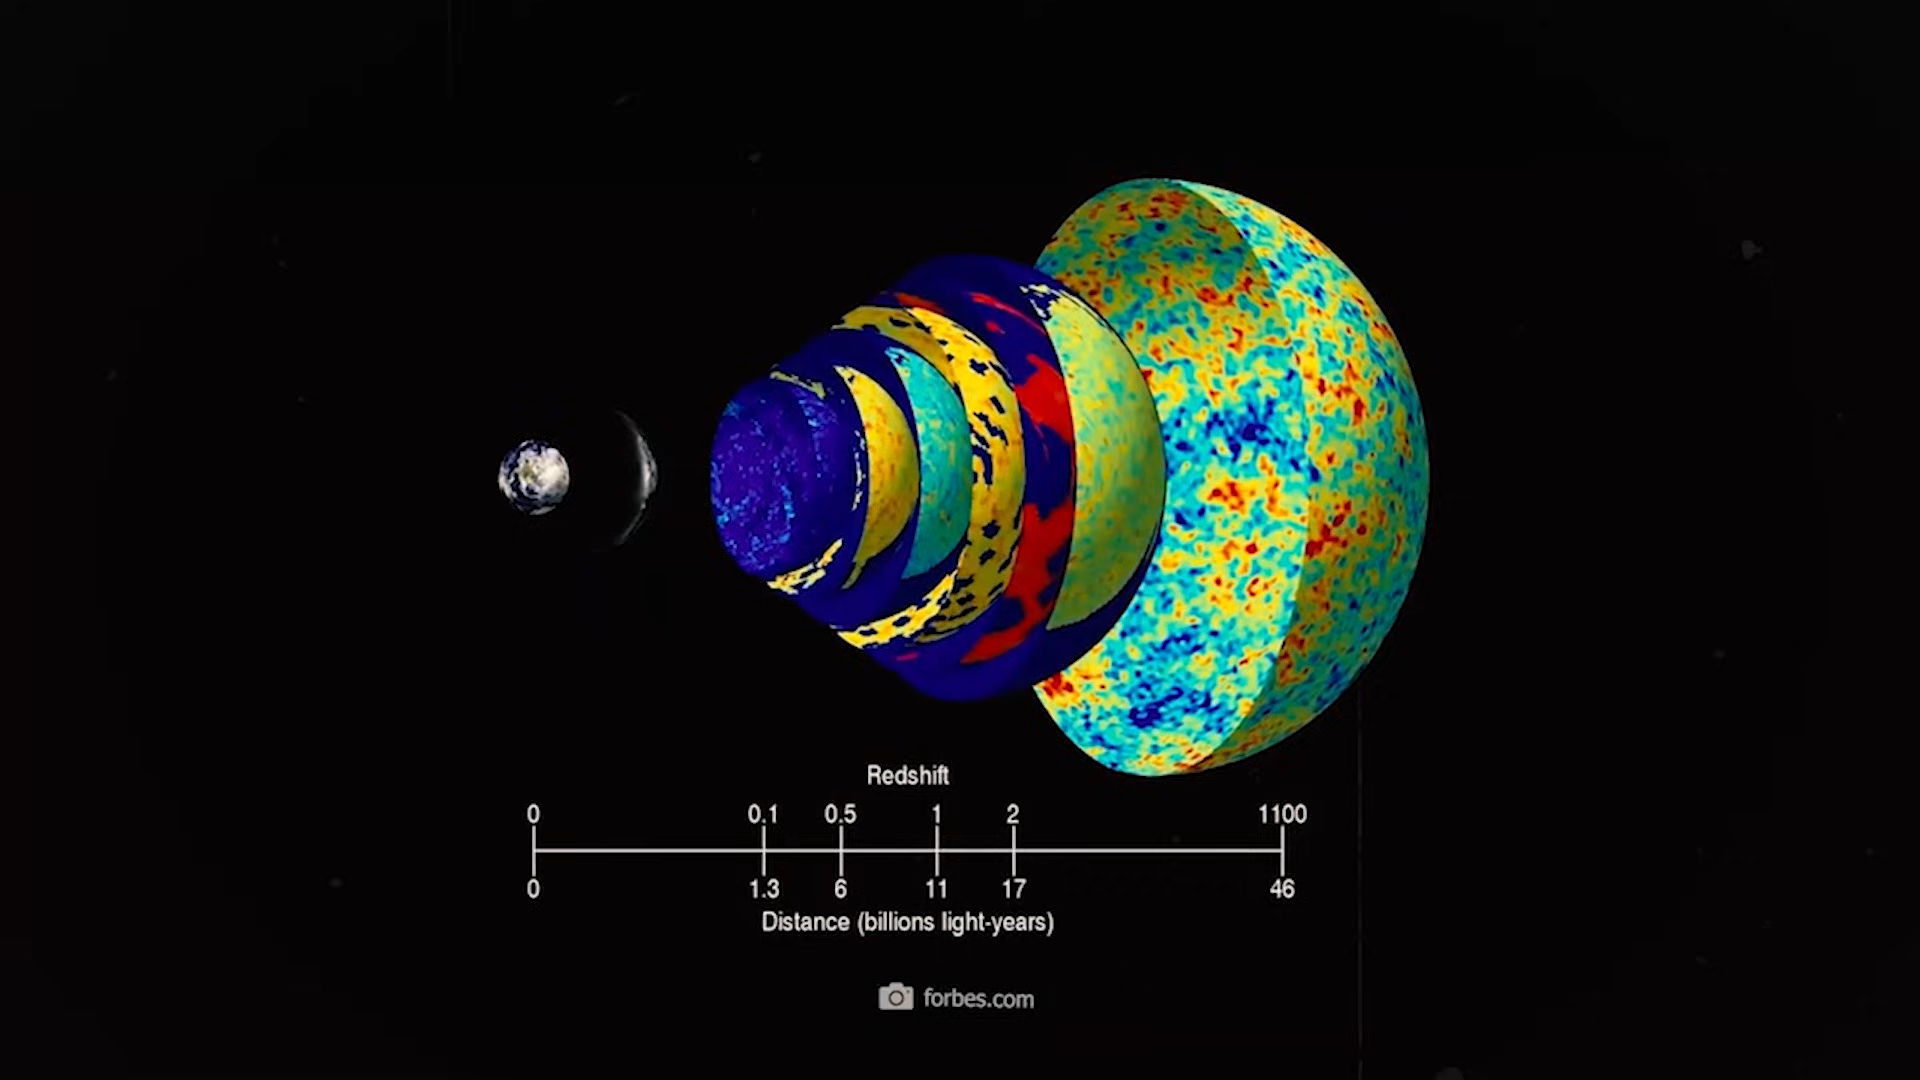 Redshift
0 0.1 0.5 1 2 1100
0 1.3 6 11 17 46
Distance (billions light-years)
forbes.com